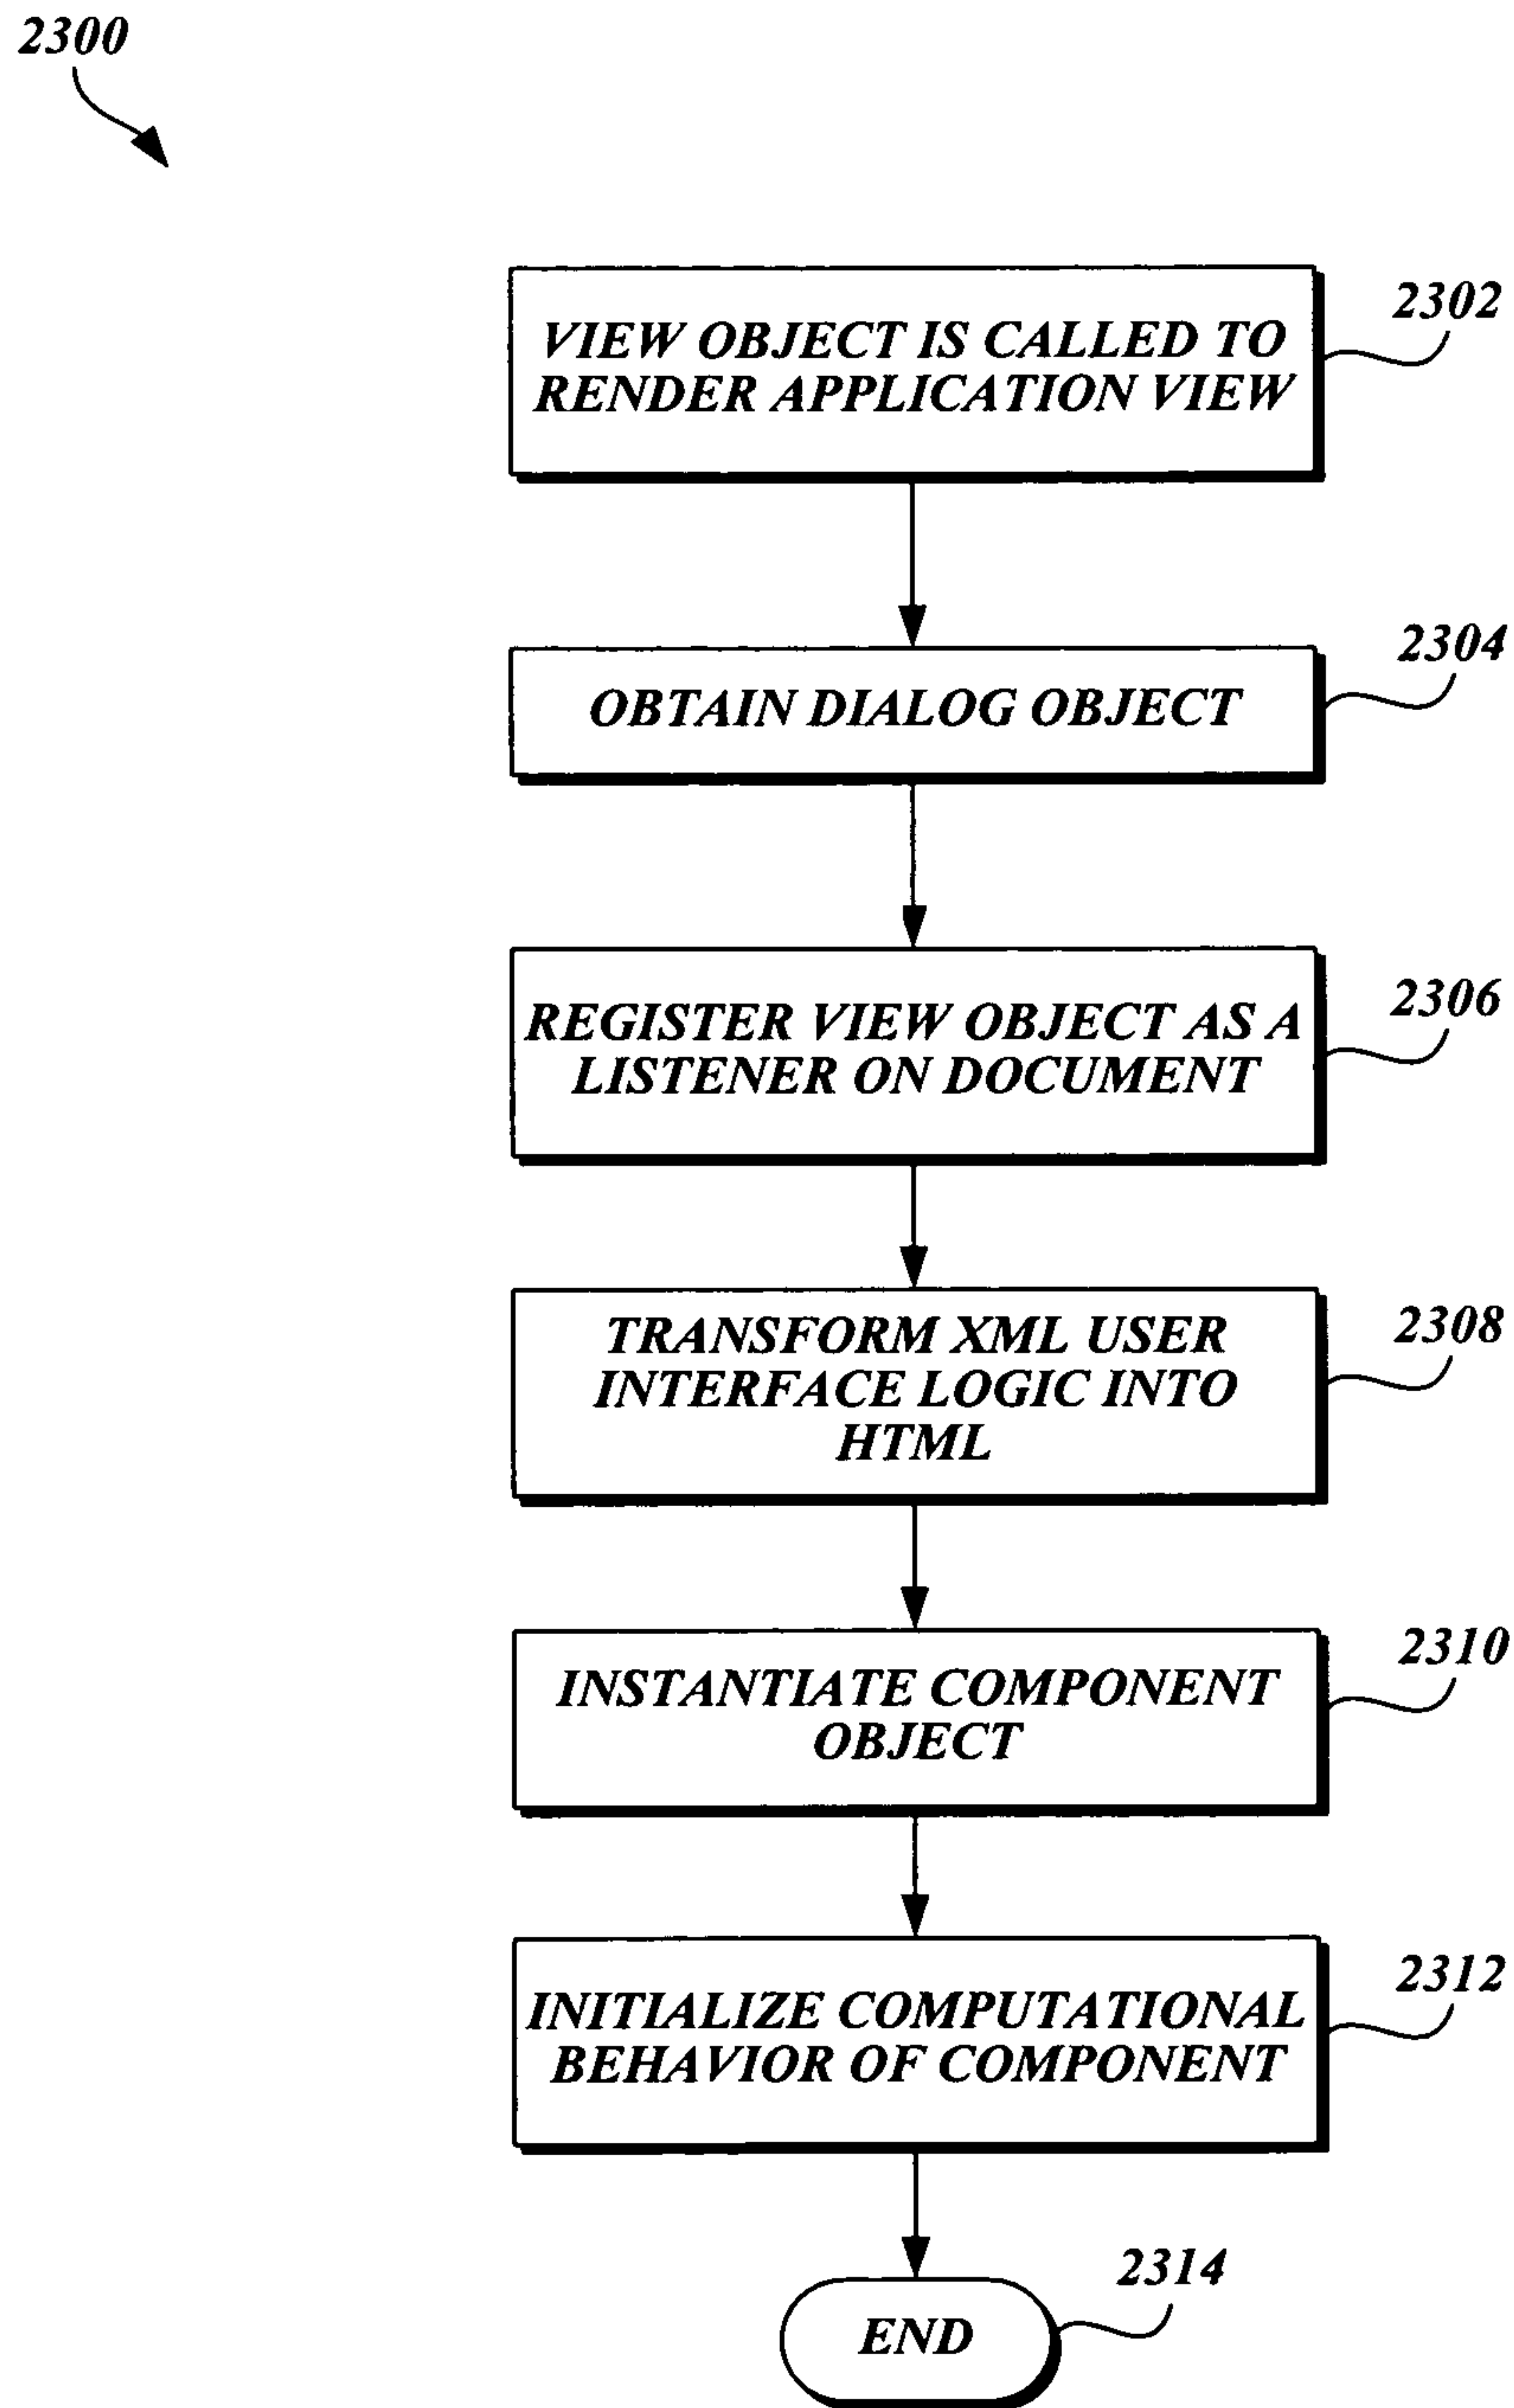 2300
2302
VIEW OBJECT IS CALLED TO
RENDER APPLICATION VIEW
2304
OBTAIN DIALOG OBJECT
2306
REGISTER VIEW OBJECT AS A
LISTENER ON DOCUMENT
2308
TRANSFORM XML USER
INTERFACE LOGIC INTO
HTML
2310
INSTANTIATE COMPONENT
OBJECT
2312
INITIALIZE COMPUTATIONAL
BEHAVIOR OF COMPONENT
2314
END